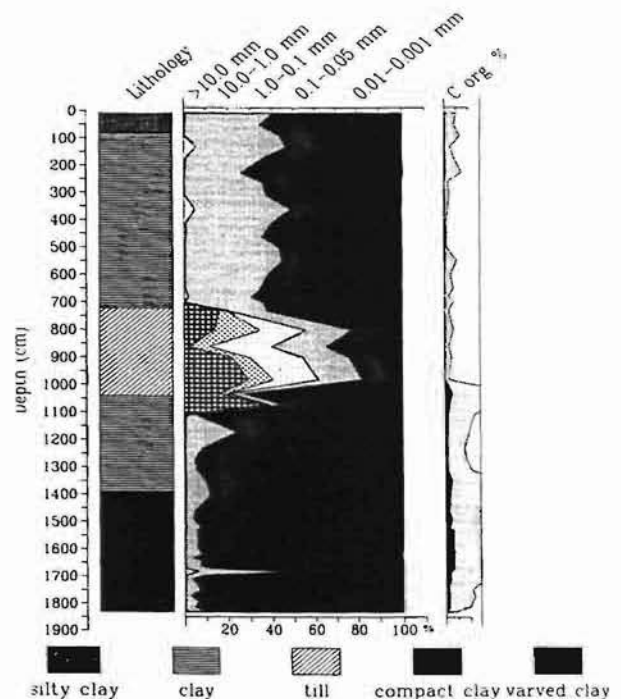 Lithology
>10.0 mm
10.0-1.0 mm
1.0-0.1 mm
0.1-0.05 mm
0.01-0.001 mm
C org %
0
100
200
300
400
500
600
700
800
900
1000
1100
1200
1300
1400
1500
1600
1700
1800
1900
Depth (cm)
20 40 60 80 100 %
silty clay clay till compact clay varved clay